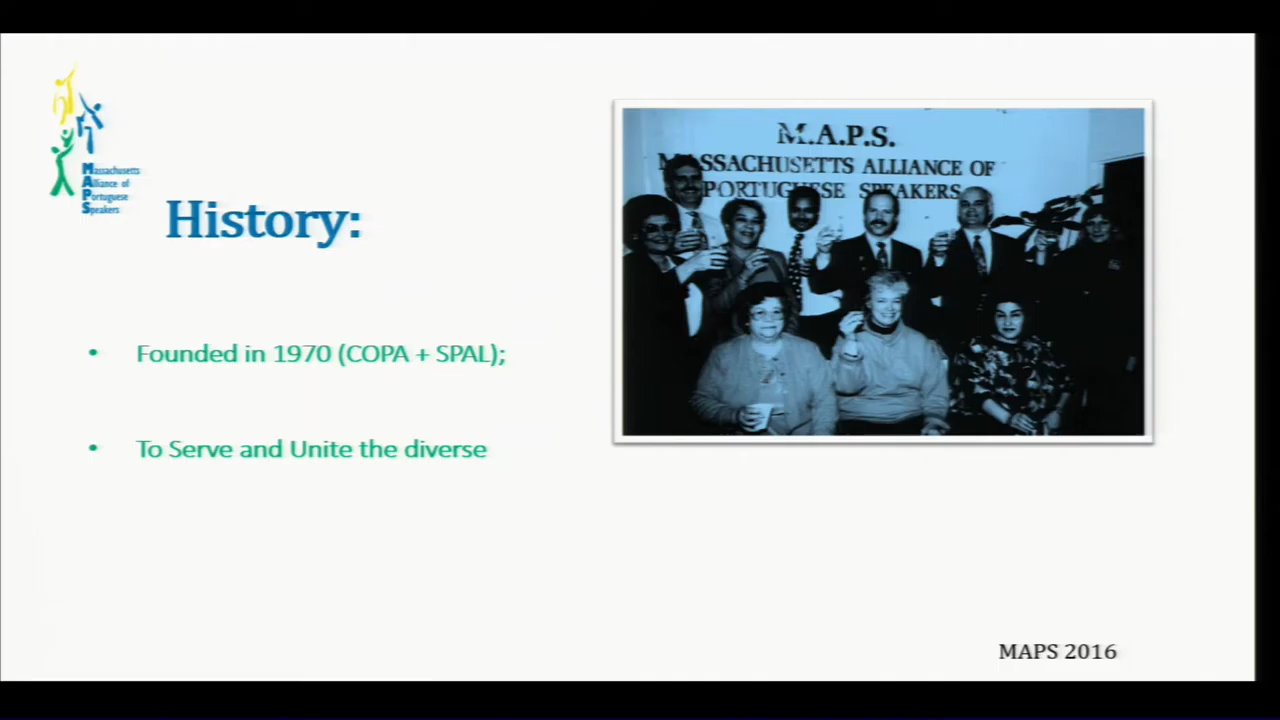 Massachusetts
Alliance of
Portuguese
Speakers
History:
M.A.P.S.
MASSACHUSETTS ALLIANCE OF
PORTUGUESE SPEAKERS
• Founded in 1970 (COPA + SPAL);
• To Serve and Unite the diverse
MAPS 2016